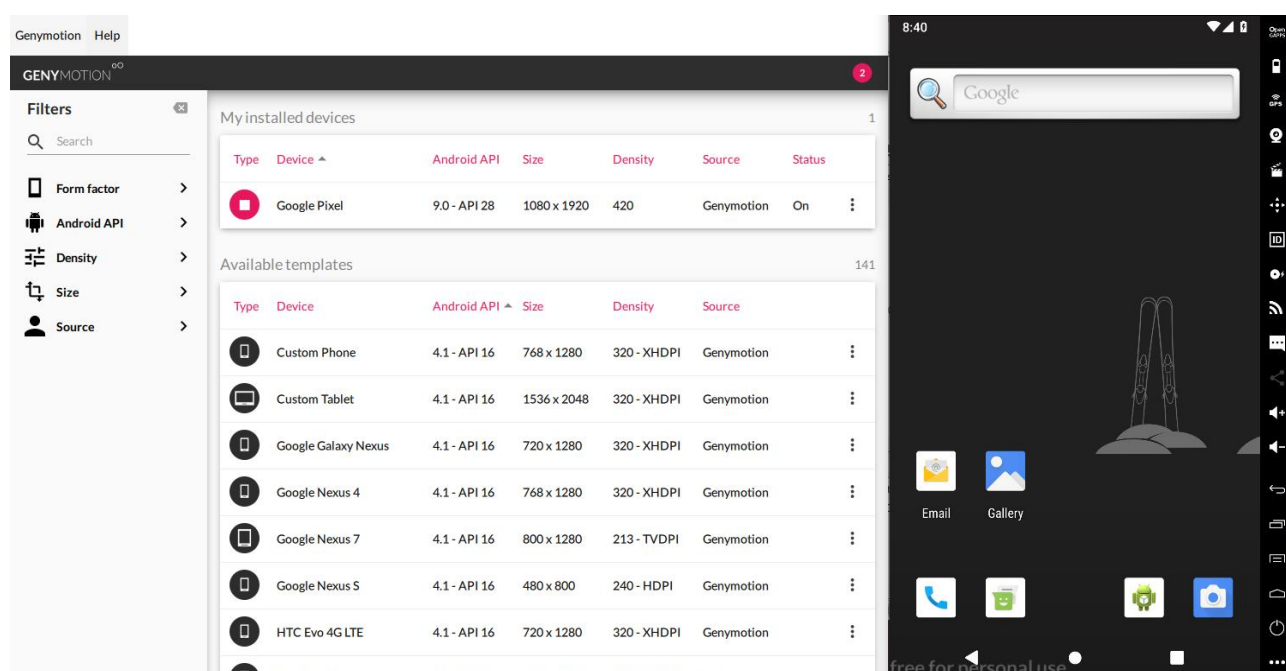 Genymotion Help
GENYMOTION
2
Filters
Search
Form factor
Android API
Density
Size
Source
My installed devices 1
Type Device Android API Size Density Source Status
Google Pixel 9.0 - API 28 1080 x 1920 420 Genymotion On
Available templates 141
Type Device Android API Size Density Source
Custom Phone 4.1 - API 16 768 x 1280 320 - XHDPI Genymotion
Custom Tablet 4.1 - API 16 1536 x 2048 320 - XHDPI Genymotion
Google Galaxy Nexus 4.1 - API 16 720 x 1280 320 - XHDPI Genymotion
Google Nexus 4 4.1 - API 16 768 x 1280 320 - XHDPI Genymotion
Google Nexus 7 4.1 - API 16 800 x 1280 213 - TVDPI Genymotion
Google Nexus S 4.1 - API 16 480 x 800 240 - HDPI Genymotion
HTC Evo 4G LTE 4.1 - API 16 720 x 1280 320 - XHDPI Genymotion
8:40
Google
Email Gallery
free for personal use
Open
GAPPS
GPS
ID